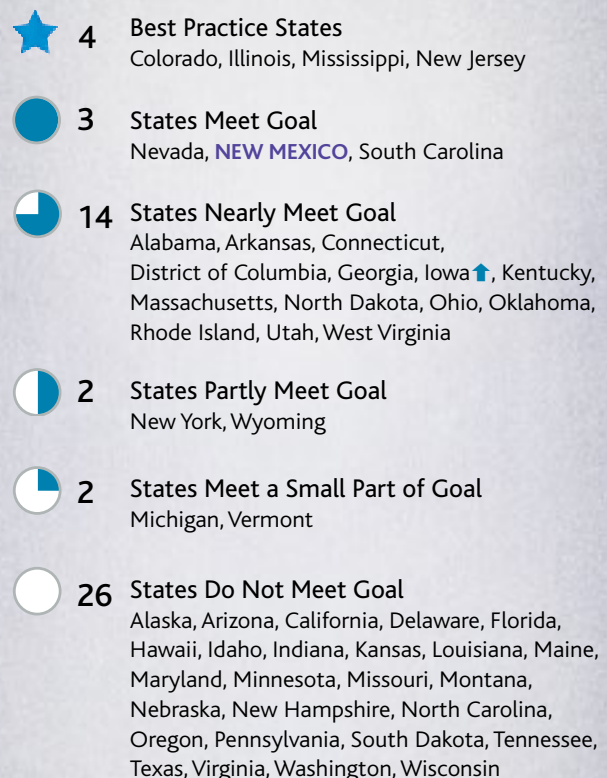 4 Best Practice States
Colorado, Illinois, Mississippi, New Jersey
3 States Meet Goal
Nevada, NEW MEXICO, South Carolina
14 States Nearly Meet Goal
Alabama, Arkansas, Connecticut,
District of Columbia, Georgia, Iowa⬆, Kentucky,
Massachusetts, North Dakota, Ohio, Oklahoma,
Rhode Island, Utah, West Virginia
2 States Partly Meet Goal
New York, Wyoming
2 States Meet a Small Part of Goal
Michigan, Vermont
26 States Do Not Meet Goal
Alaska, Arizona, California, Delaware, Florida,
Hawaii, Idaho, Indiana, Kansas, Louisiana, Maine,
Maryland, Minnesota, Missouri, Montana,
Nebraska, New Hampshire, North Carolina,
Oregon, Pennsylvania, South Dakota, Tennessee,
Texas, Virginia, Washington, Wisconsin